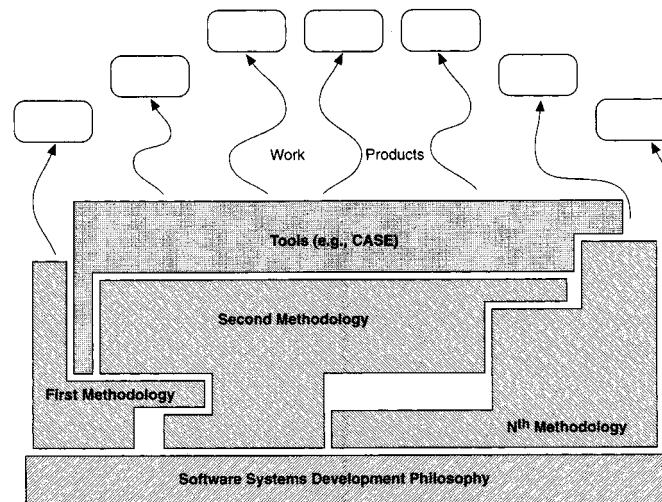 Work Products
Tools (e.g., CASE)
Second Methodology
First Methodology
Nth Methodology
Software Systems Development Philosophy